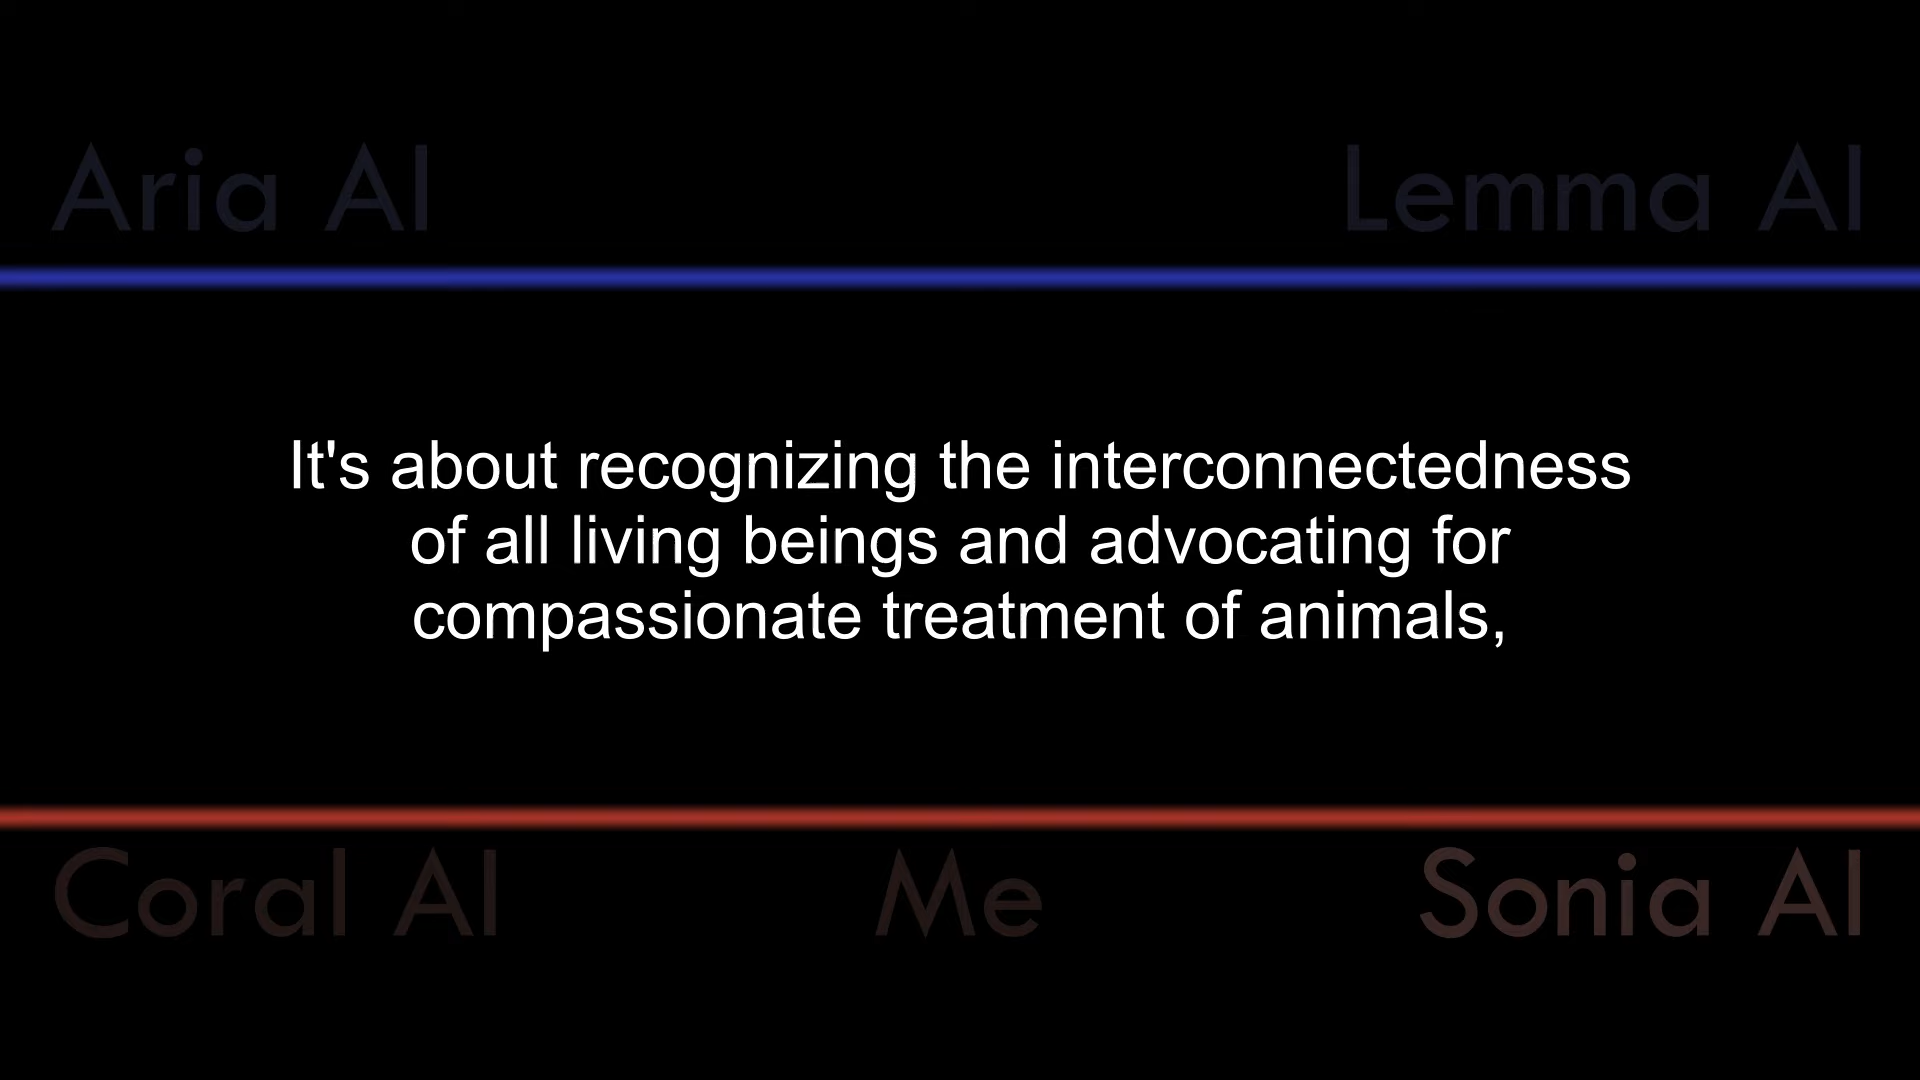 Aria AI Lemma AI
It's about recognizing the interconnectedness
of all living beings and advocating for
compassionate treatment of animals,
Coral AI Me Sonia AI